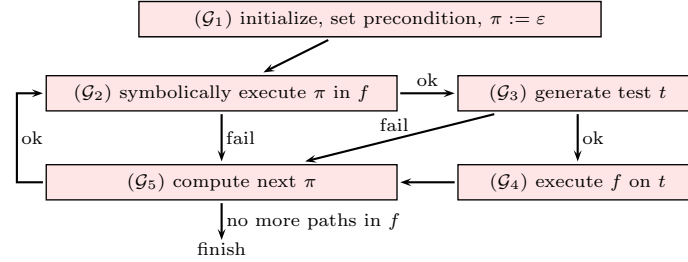 (𝒢₁) initialize, set precondition, π := ε
(𝒢₂) symbolically execute π in f
ok
(𝒢₃) generate test t
ok
fail
fail
ok
(𝒢₅) compute next π
(𝒢₄) execute f on t
no more paths in f
finish